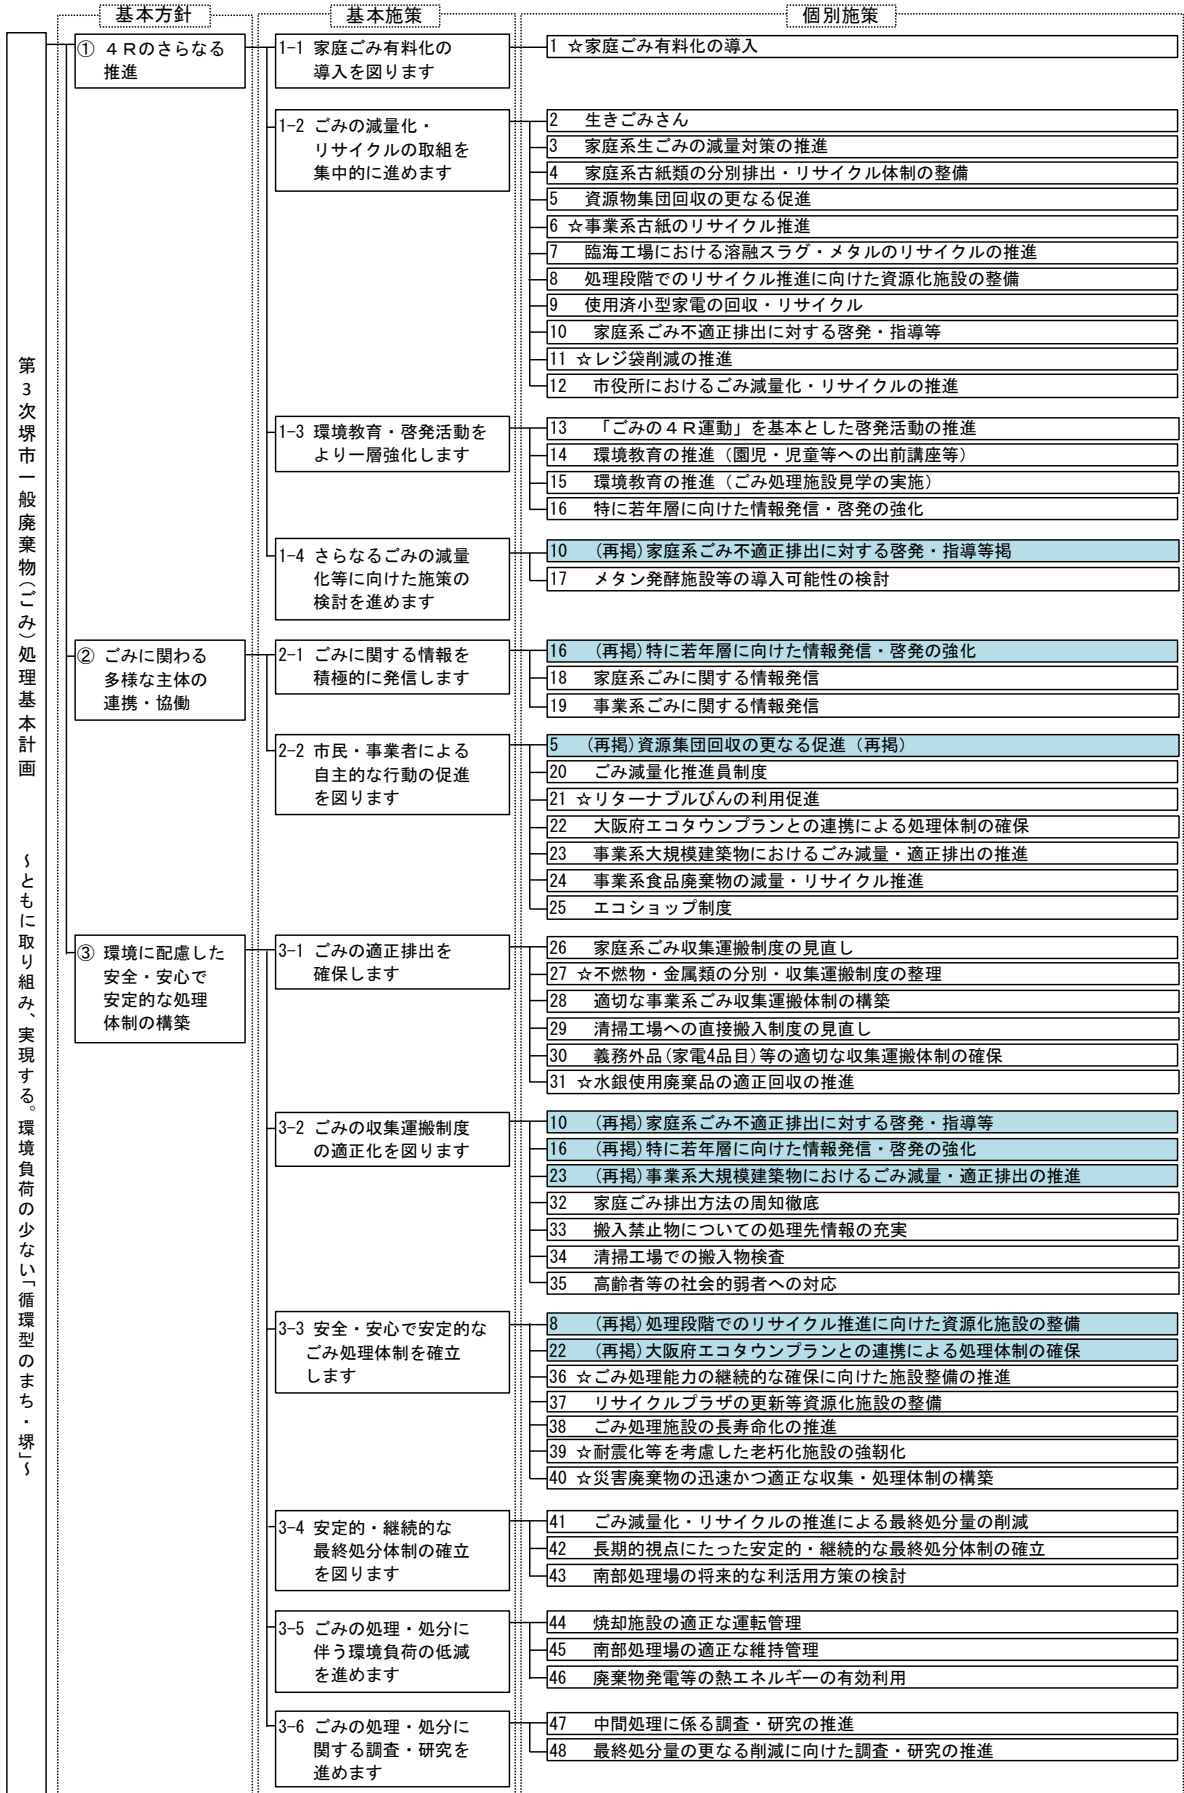 基本方針
基本施策
個別施策
第3次堺市一般廃棄物(ごみ)処理基本計画
~ともに取り組み、実現する。環境負荷の少ない「循環型のまち・堺」~
① 4Rのさらなる
推進
1-1 家庭ごみ有料化の
導入を図ります
1 ☆家庭ごみ有料化の導入
1-2 ごみの減量化・
リサイクルの取組を
集中的に進めます
2 生きごみさん
3 家庭系生ごみの減量対策の推進
4 家庭系古紙類の分別排出・リサイクル体制の整備
5 資源物集団回収の更なる促進
6 ☆事業系古紙のリサイクル推進
7 臨海工場における溶融スラグ・メタルのリサイクルの推進
8 処理段階でのリサイクル推進に向けた資源化施設の整備
9 使用済小型家電の回収・リサイクル
10 家庭系ごみ不適正排出に対する啓発・指導等
11 ☆レジ袋削減の推進
12 市役所におけるごみ減量化・リサイクルの推進
1-3 環境教育・啓発活動を
より一層強化します
13 「ごみの4R運動」を基本とした啓発活動の推進
14 環境教育の推進(園児・児童等への出前講座等)
15 環境教育の推進(ごみ処理施設見学の実施)
16 特に若年層に向けた情報発信・啓発の強化
1-4 さらなるごみの減量
化等に向けた施策の
検討を進めます
10 (再掲)家庭系ごみ不適正排出に対する啓発・指導等掲
17 メタン発酵施設等の導入可能性の検討
② ごみに関わる
多様な主体の
連携・協働
2-1 ごみに関する情報を
積極的に発信します
16 (再掲)特に若年層に向けた情報発信・啓発の強化
18 家庭系ごみに関する情報発信
19 事業系ごみに関する情報発信
2-2 市民・事業者による
自主的な行動の促進
を図ります
5 (再掲)資源集団回収の更なる促進(再掲)
20 ごみ減量化推進員制度
21 ☆リターナブルびんの利用促進
22 大阪府エコタウンプランとの連携による処理体制の確保
23 事業系大規模建築物におけるごみ減量・適正排出の推進
24 事業系食品廃棄物の減量・リサイクル推進
25 エコショップ制度
③ 環境に配慮した
安全・安心で
安定的な処理
体制の構築
3-1 ごみの適正排出を
確保します
26 家庭系ごみ収集運搬制度の見直し
27 ☆不燃物・金属類の分別・収集運搬制度の整理
28 適切な事業系ごみ収集運搬体制の構築
29 清掃工場への直接搬入制度の見直し
30 義務外品(家電4品目)等の適切な収集運搬体制の確保
31 ☆水銀使用廃棄品の適正回収の推進
3-2 ごみの収集運搬制度
の適正化を図ります
10 (再掲)家庭系ごみ不適正排出に対する啓発・指導等
16 (再掲)特に若年層に向けた情報発信・啓発の強化
23 (再掲)事業系大規模建築物におけるごみ減量・適正排出の推進
32 家庭ごみ排出方法の周知徹底
33 搬入禁止物についての処理先情報の充実
34 清掃工場での搬入物検査
35 高齢者等の社会的弱者への対応
3-3 安全・安心で安定的な
ごみ処理体制を確立
します
8 (再掲)処理段階でのリサイクル推進に向けた資源化施設の整備
22 (再掲)大阪府エコタウンプランとの連携による処理体制の確保
36 ☆ごみ処理能力の継続的な確保に向けた施設整備の推進
37 リサイクルプラザの更新等資源化施設の整備
38 ごみ処理施設の長寿命化の推進
39 ☆耐震化等を考慮した老朽化施設の強靭化
40 ☆災害廃棄物の迅速かつ適正な収集・処理体制の構築
3-4 安定的・継続的な
最終処分体制の確立
を図ります
41 ごみ減量化・リサイクルの推進による最終処分量の削減
42 長期的視点にたった安定的・継続的な最終処分体制の確立
43 南部処理場の将来的な利活用方策の検討
3-5 ごみの処理・処分に
伴う環境負荷の低減
を進めます
44 焼却施設の適正な運転管理
45 南部処理場の適正な維持管理
46 廃棄物発電等の熱エネルギーの有効利用
3-6 ごみの処理・処分に
関する調査・研究を
進めます
47 中間処理に係る調査・研究の推進
48 最終処分量の更なる削減に向けた調査・研究の推進